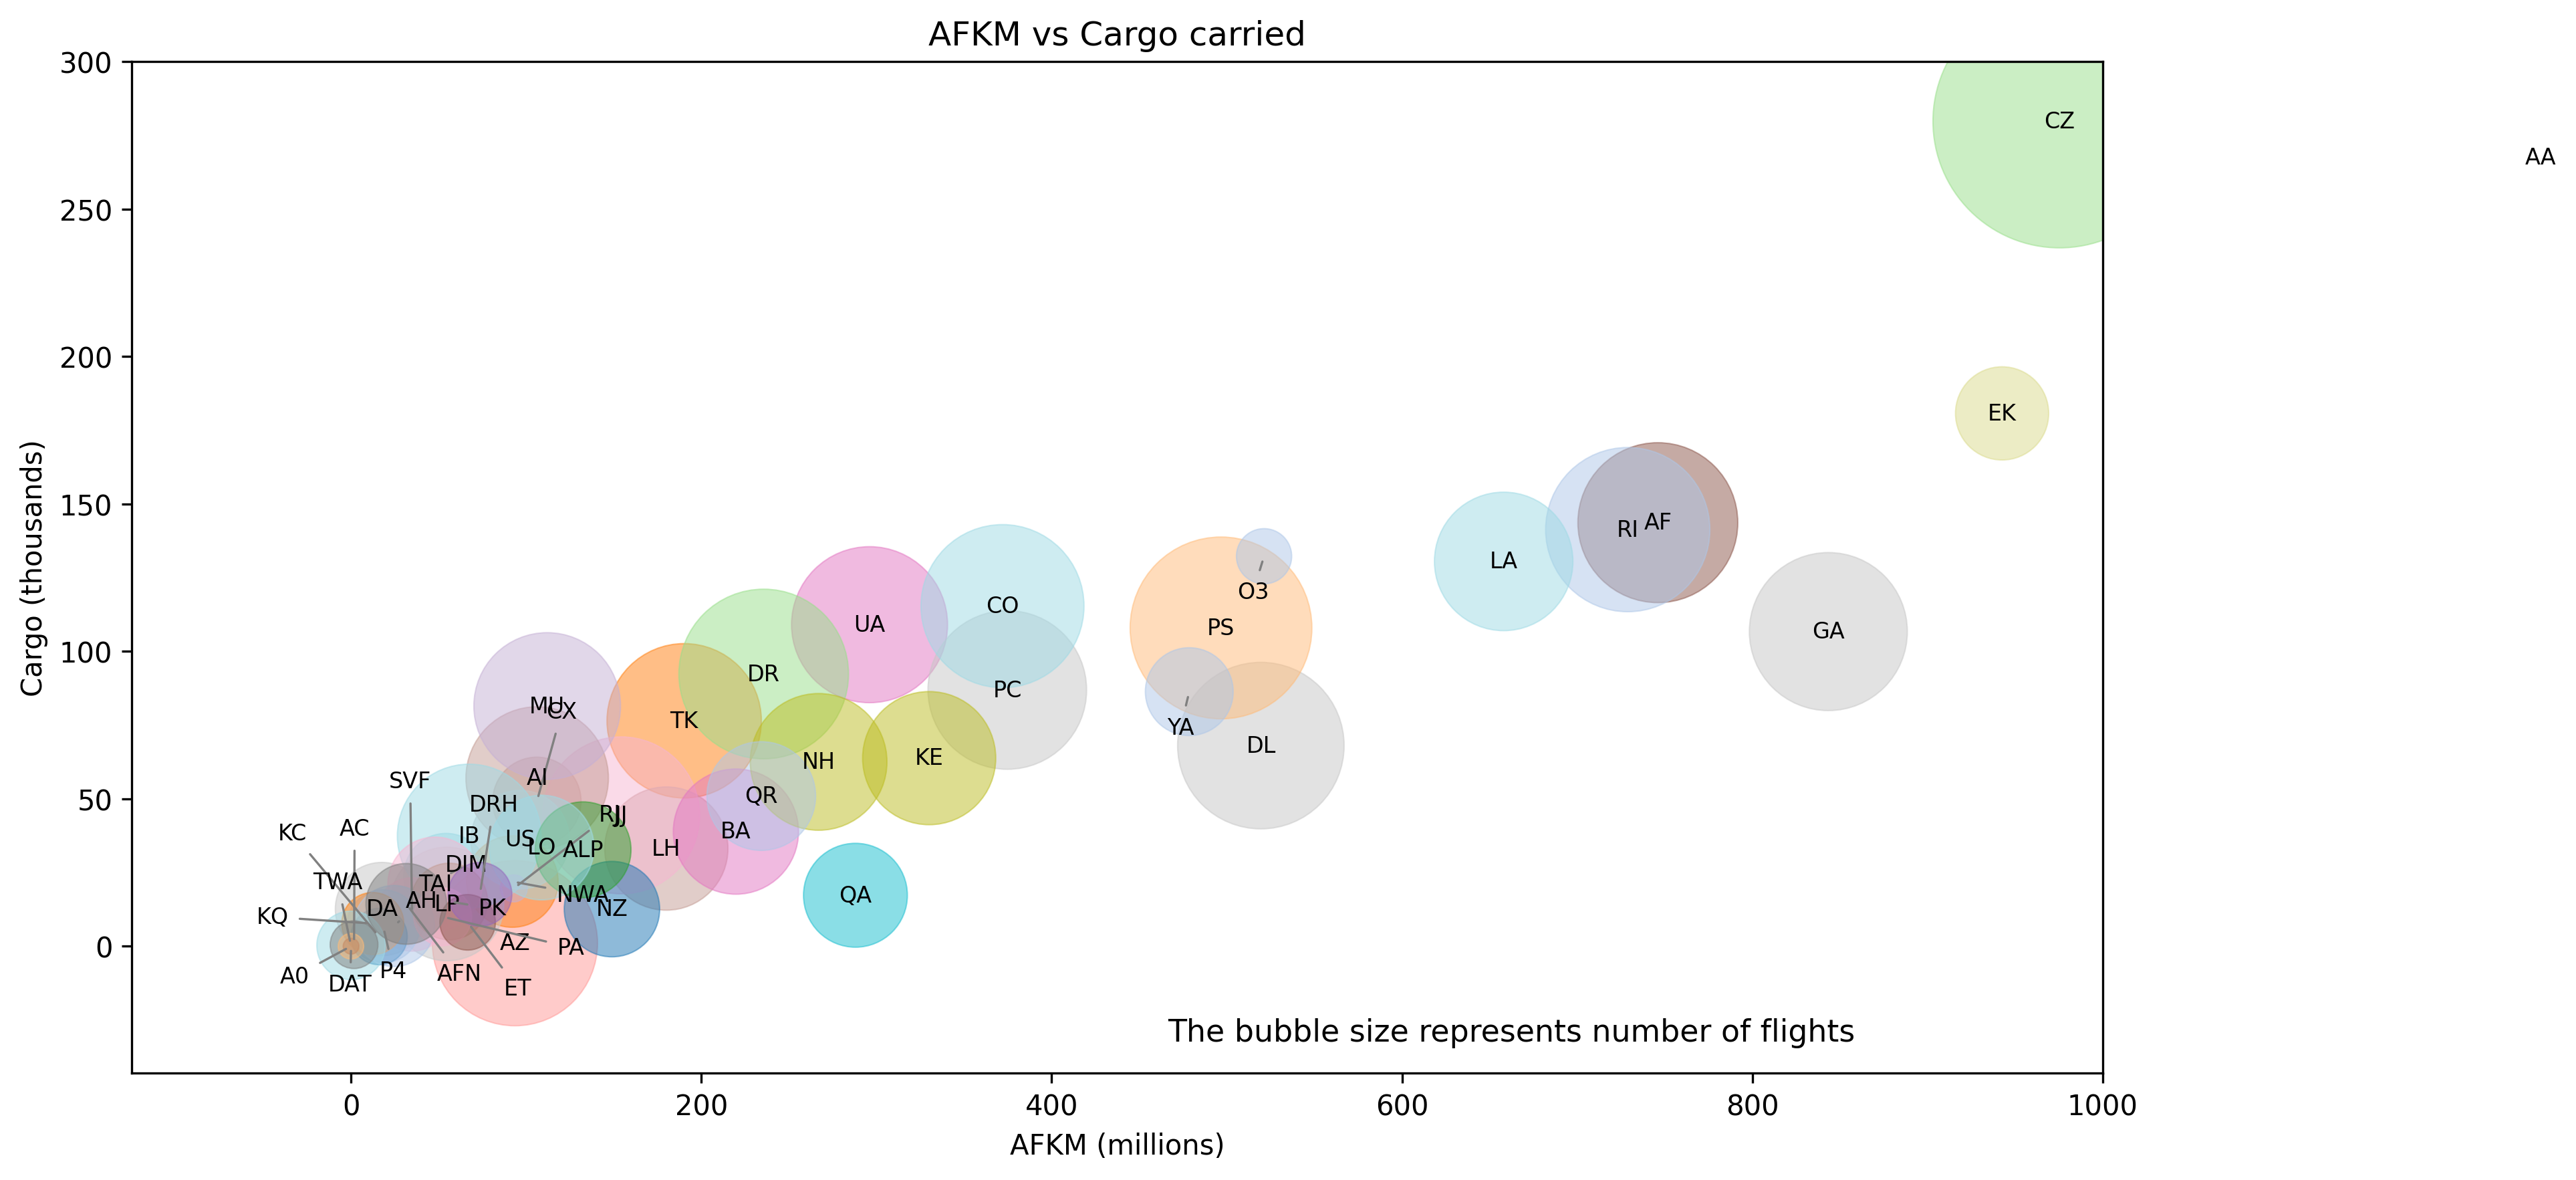 AFKM vs Cargo carried
300
CZ
AA
250
200
EK
Cargo (thousands)
150
RI
AF
LA
O3
CO
UA
PS
GA
100
DR
PC
MU
CX
TK
YA
DL
NH
KE
AI
SVF
QR
50
DRH
RJ
JJ
KC
AC
IB
US
LO
ALP
LH
BA
DIM
TWA
TAI
NWA
QA
KQ
DA
AH
LP
PK
NZ
0
AZ
PA
A0
DAT
P4
AFN
ET
The bubble size represents number of flights
0
200
400
600
800
1000
AFKM (millions)